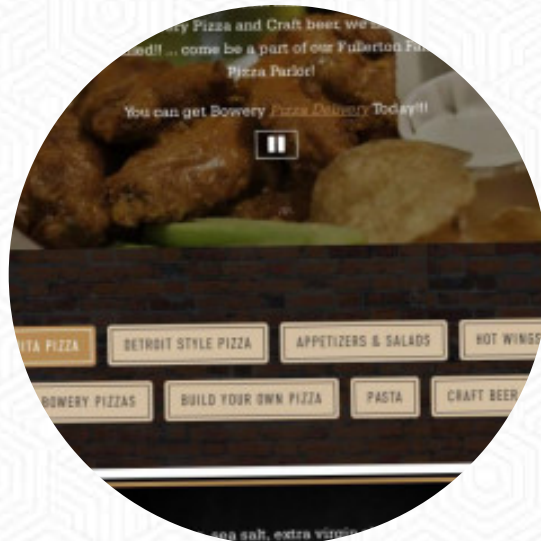 Pizza and Craft beer, we
come be a part of our Fullerton
Pizza Parlor!
You can get Bowery Pizza Delivery Today!!!
ITA PIZZA
DETROIT STYLE PIZZA
APPETIZERS & SALADS
HOT WINGS
BOWERY PIZZAS
BUILD YOUR OWN PIZZA
PASTA
CRAFT BEER
sea salt, extra virgin